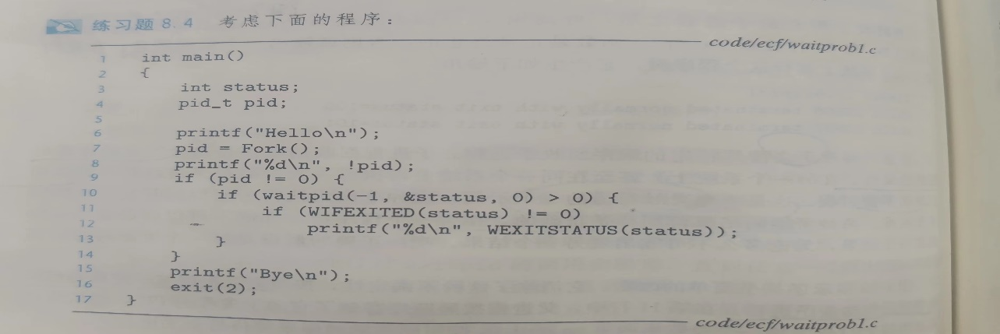 练习题 8.4 考虑下面的程序：
code/ecf/waitprob1.c
1 int main()
2 {
3 int status;
4 pid_t pid;
5
6 printf("Hello\n");
7 pid = Fork();
8 printf("%d\n", !pid);
9 if (pid != 0) {
10 if (waitpid(-1, &status, 0) > 0) {
11 if (WIFEXITED(status) != 0)
12 printf("%d\n", WEXITSTATUS(status));
13 }
14 }
15 printf("Bye\n");
16 exit(2);
17 }
code/ecf/waitprob1.c